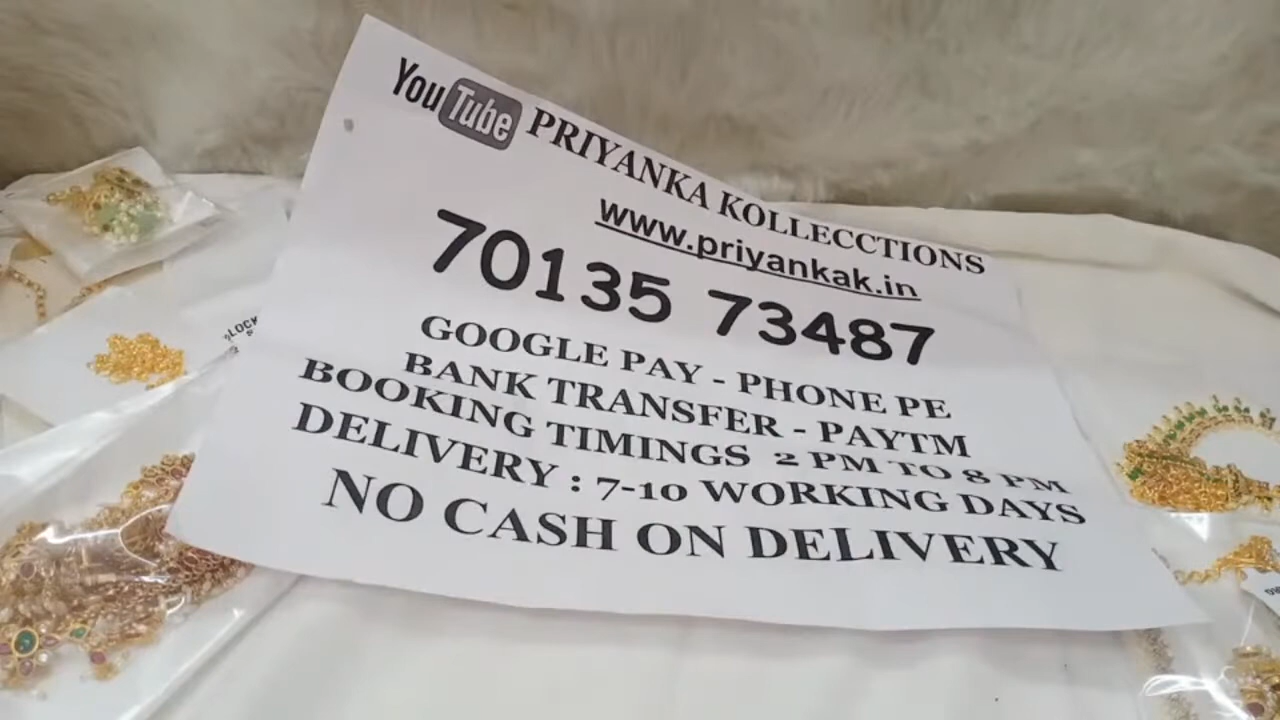 YouTube PRIYANKA KOLLECCTIONS
www.priyankak.in
70135 73487
GOOGLE PAY - PHONE PE
BANK TRANSFER - PAYTM
BOOKING TIMINGS 2 PM TO 8 PM
DELIVERY : 7-10 WORKING DAYS
NO CASH ON DELIVERY